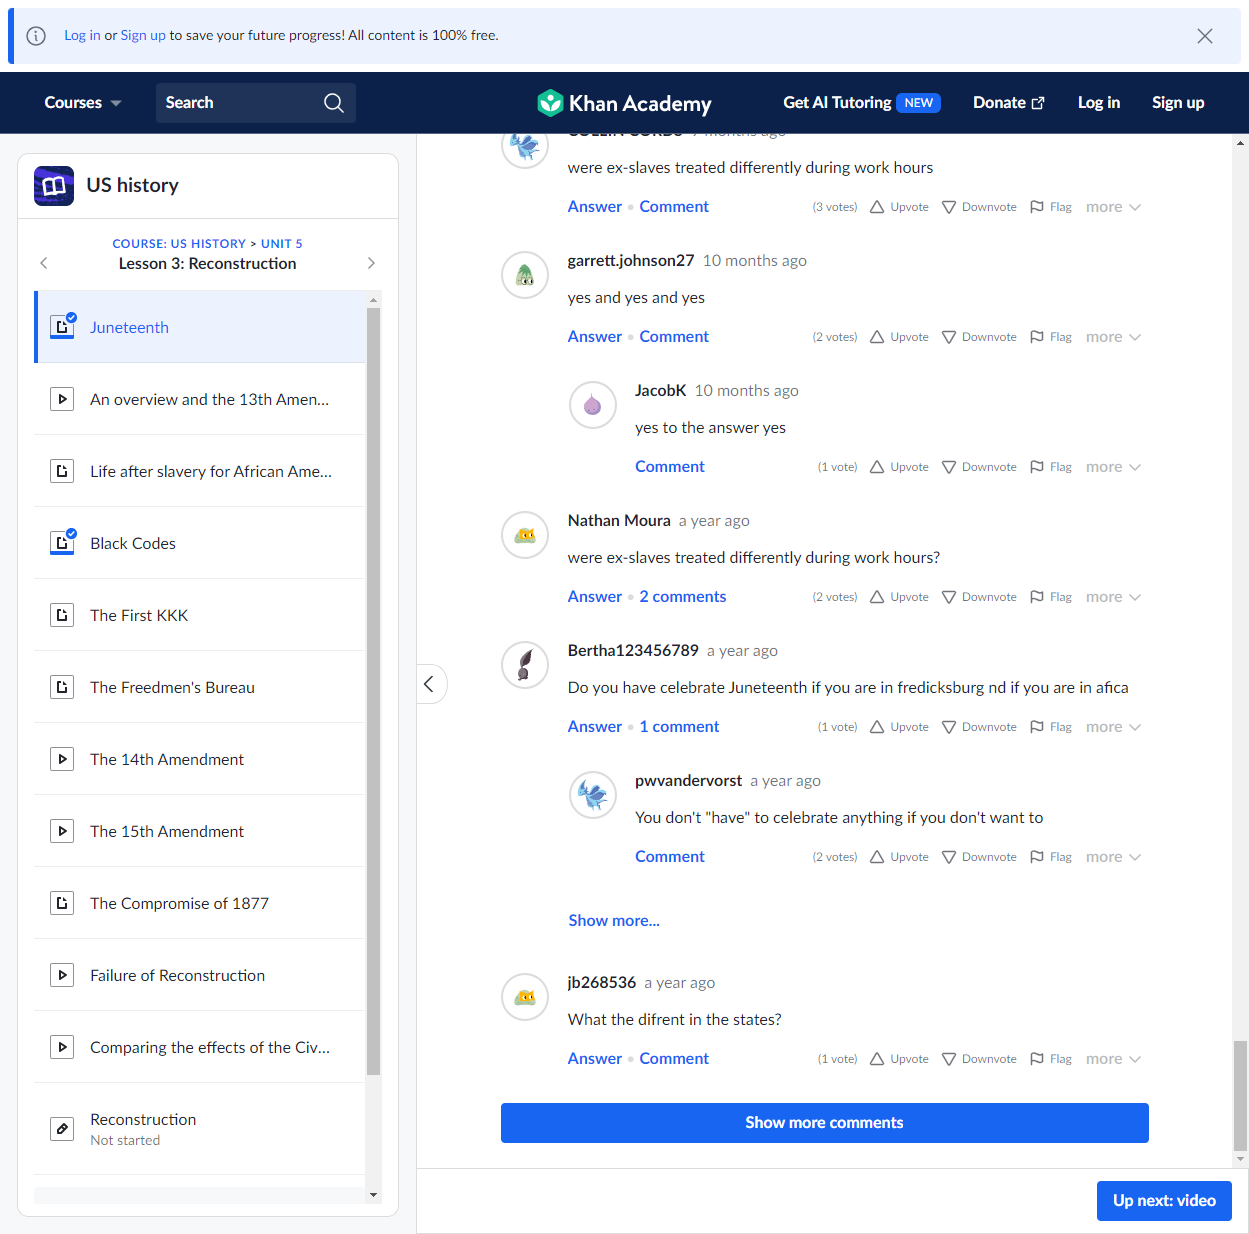 Log in or Sign up to save your future progress! All content is 100% free.
Courses
Search
Khan Academy
Get AI Tutoring NEW
Donate
Log in
Sign up
US history
COURSE: US HISTORY > UNIT 5
Lesson 3: Reconstruction
Juneteenth
An overview and the 13th Amen...
Life after slavery for African Ame...
Black Codes
The First KKK
The Freedmen's Bureau
The 14th Amendment
The 15th Amendment
The Compromise of 1877
Failure of Reconstruction
Comparing the effects of the Civ...
Reconstruction
Not started
months ago
were ex-slaves treated differently during work hours
Answer • Comment (3 votes) Upvote Downvote Flag more
garrett.johnson27 10 months ago
yes and yes and yes
Answer • Comment (2 votes) Upvote Downvote Flag more
JacobK 10 months ago
yes to the answer yes
Comment (1 vote) Upvote Downvote Flag more
Nathan Moura a year ago
were ex-slaves treated differently during work hours?
Answer • 2 comments (2 votes) Upvote Downvote Flag more
Bertha123456789 a year ago
Do you have celebrate Juneteenth if you are in fredicksburg nd if you are in afica
Answer • 1 comment (1 vote) Upvote Downvote Flag more
pwvandervorst a year ago
You don't "have" to celebrate anything if you don't want to
Comment (2 votes) Upvote Downvote Flag more
Show more...
jb268536 a year ago
What the difrent in the states?
Answer • Comment (1 vote) Upvote Downvote Flag more
Show more comments
Up next: video